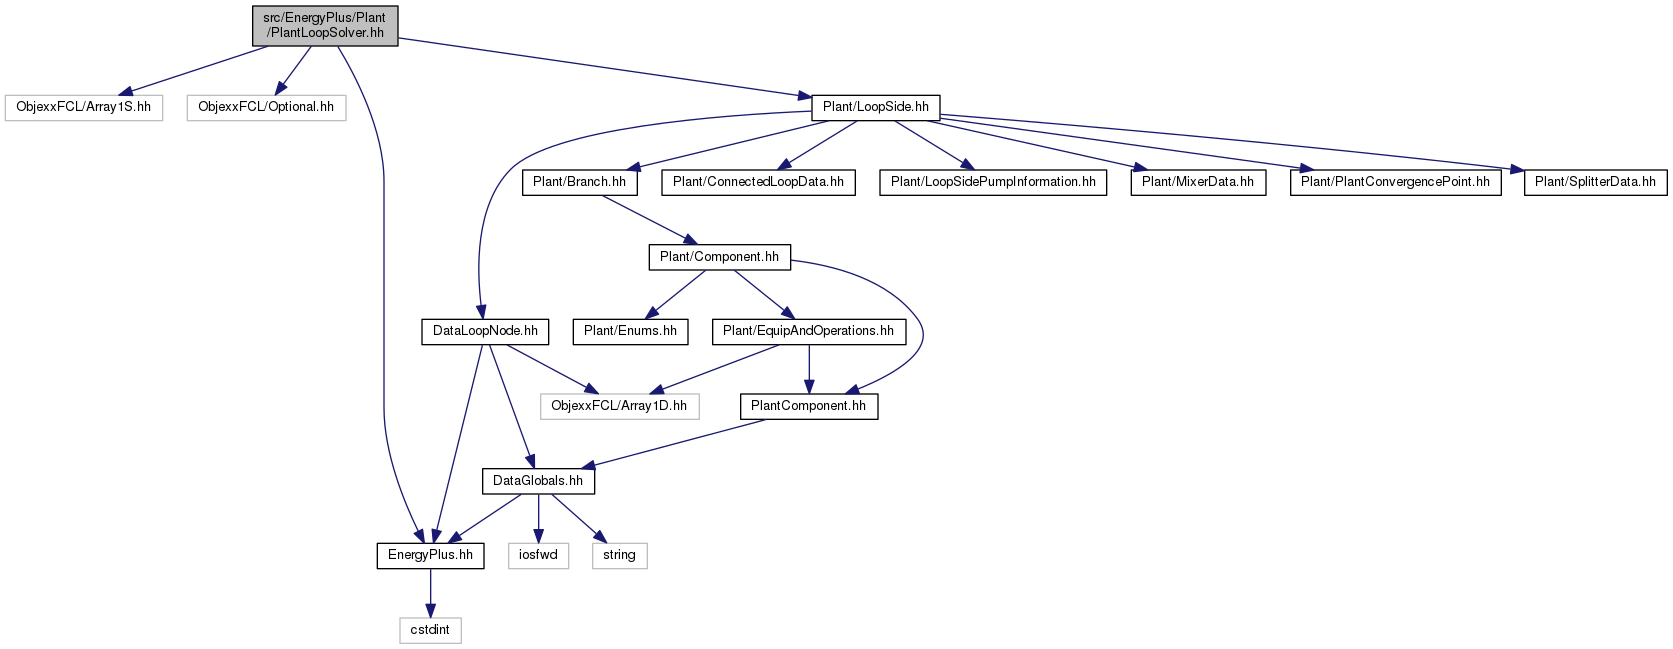 src/EnergyPlus/Plant
/PlantLoopSolver.hh
ObjexxFCL/Array1S.hh
ObjexxFCL/Optional.hh
Plant/LoopSide.hh
Plant/Branch.hh
Plant/ConnectedLoopData.hh
Plant/LoopSidePumpInformation.hh
Plant/MixerData.hh
Plant/PlantConvergencePoint.hh
Plant/SplitterData.hh
Plant/Component.hh
DataLoopNode.hh
Plant/Enums.hh
Plant/EquipAndOperations.hh
ObjexxFCL/Array1D.hh
PlantComponent.hh
DataGlobals.hh
EnergyPlus.hh
iosfwd
string
cstdint